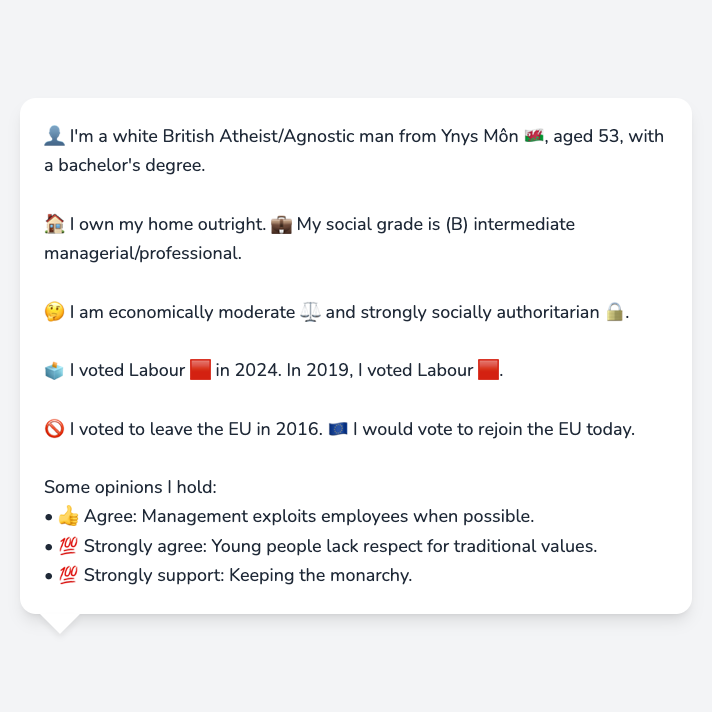 👤 I'm a white British Atheist/Agnostic man from Ynys Môn 🏴󠁧󠁢󠁷󠁬󠁳󠁿, aged 53, with
a bachelor's degree.
🏠 I own my home outright. 💼 My social grade is (B) intermediate
managerial/professional.
🤔 I am economically moderate ⚖️ and strongly socially authoritarian 🔒.
🗳️ I voted Labour 🟥 in 2024. In 2019, I voted Labour 🟥.
🚫 I voted to leave the EU in 2016. 🇪🇺 I would vote to rejoin the EU today.
Some opinions I hold:
• 👍 Agree: Management exploits employees when possible.
• 💯 Strongly agree: Young people lack respect for traditional values.
• 💯 Strongly support: Keeping the monarchy.